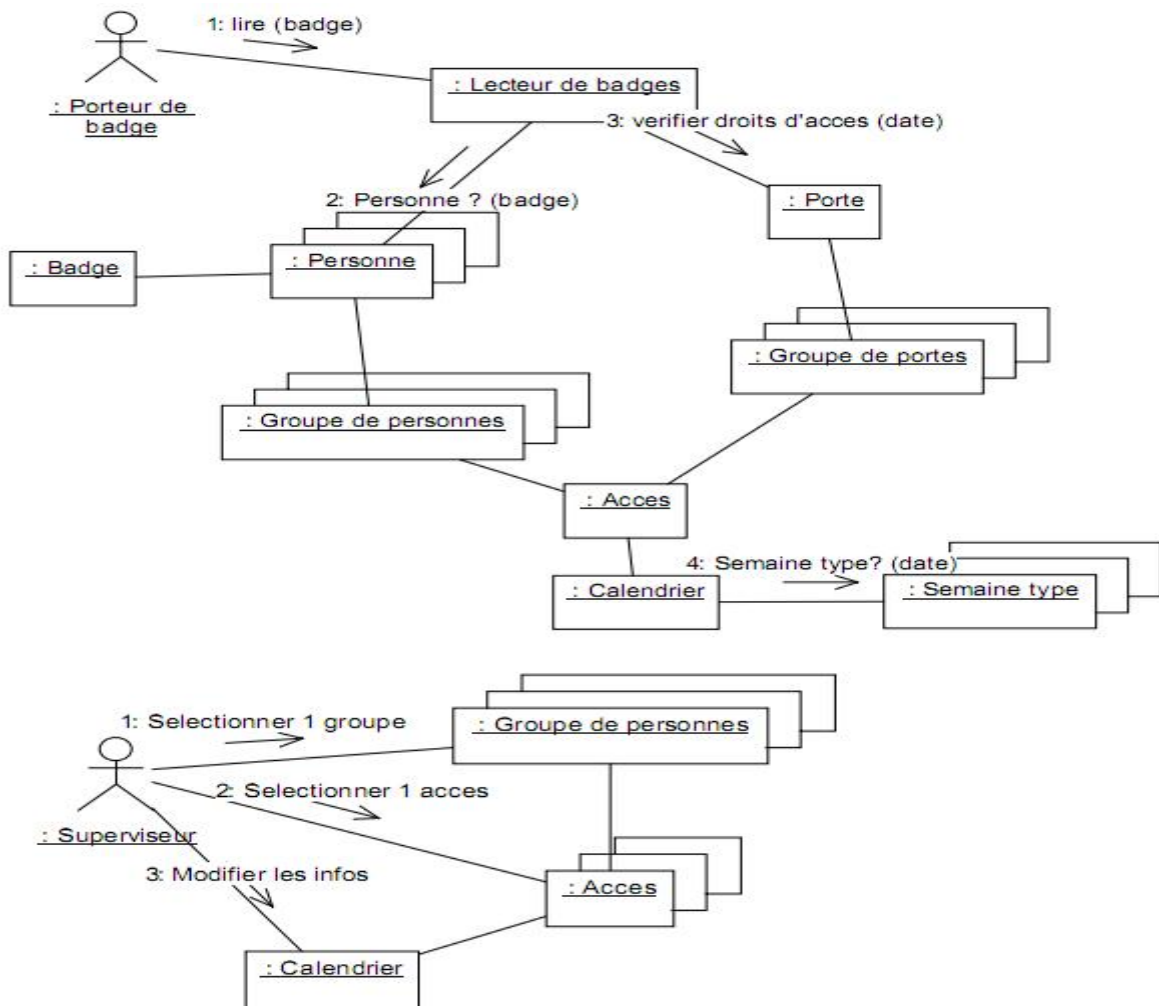 1: lire (badge)
: Lecteur de badges
: Porteur de
badge
3: verifier droits d'acces (date)
2: Personne ? (badge)
: Porte
: Badge
: Personne
: Groupe de portes
: Groupe de personnes
: Acces
4: Semaine type? (date)
: Calendrier
: Semaine type
1: Selectionner 1 groupe
: Groupe de personnes
2: Selectionner 1 acces
: Superviseur
3: Modifier les infos
: Acces
: Calendrier